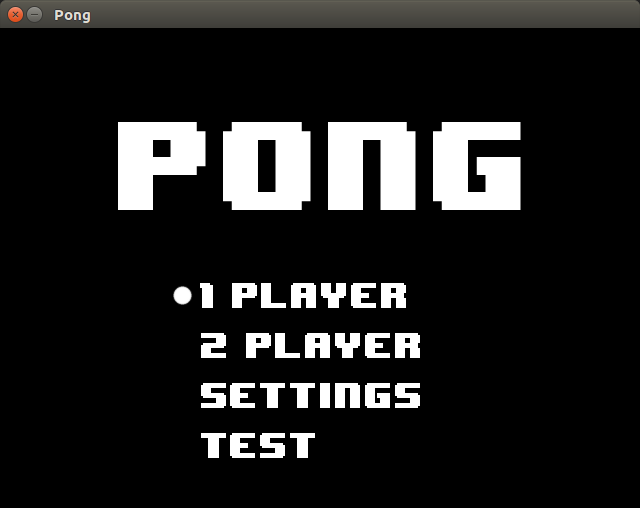 Pong
PONG
1 PLAYER
2 PLAYER
SETTINGS
TEST